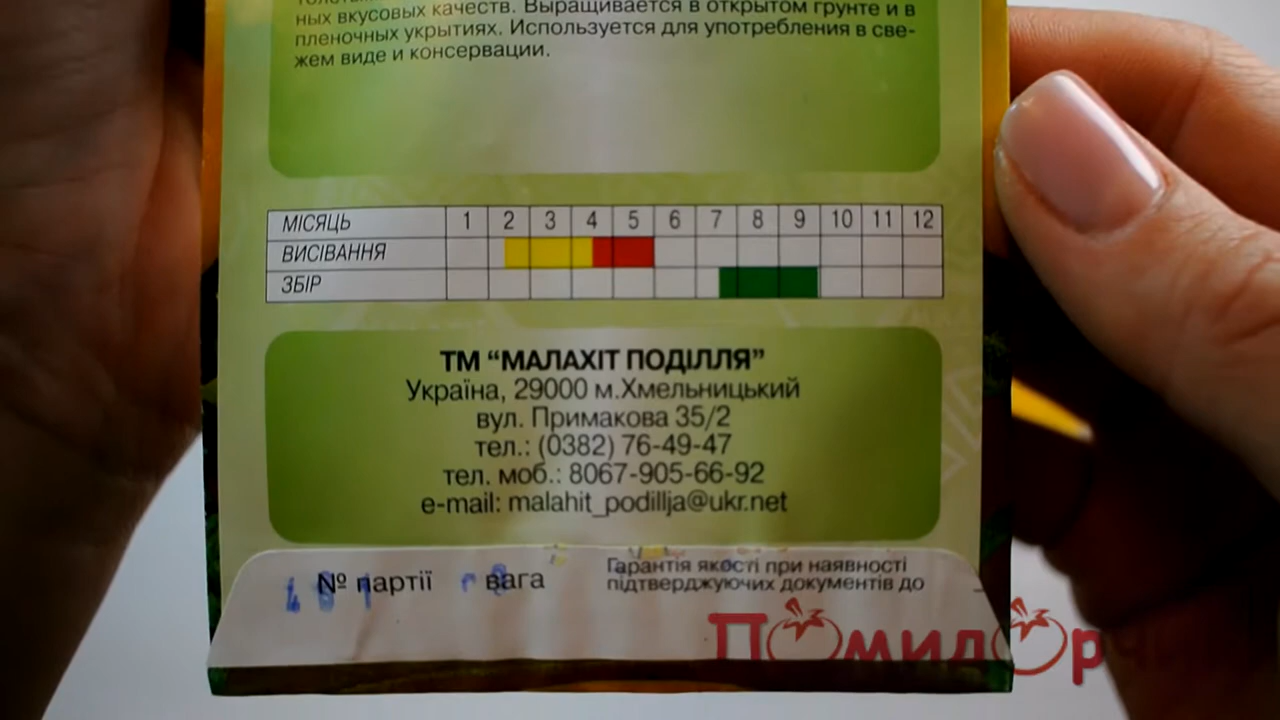 ных вкусовых качеств. Выращивается в открытом грунте и в
пленочных укрытиях. Используется для употребления в све-
жем виде и консервации.
МІСЯЦЬ 1 2 3 4 5 6 7 8 9 10 11 12
ВИСІВАННЯ
ЗБІР
ТМ “МАЛАХІТ ПОДІЛЛЯ”
Україна, 29000 м.Хмельницький
вул. Примакова 35/2
тел.: (0382) 76-49-47
тел. моб.: 8067-905-66-92
e-mail: malahit_podillja@ukr.net
№ партії вага
Гарантія якості при наявності
підтверджуючих документів до